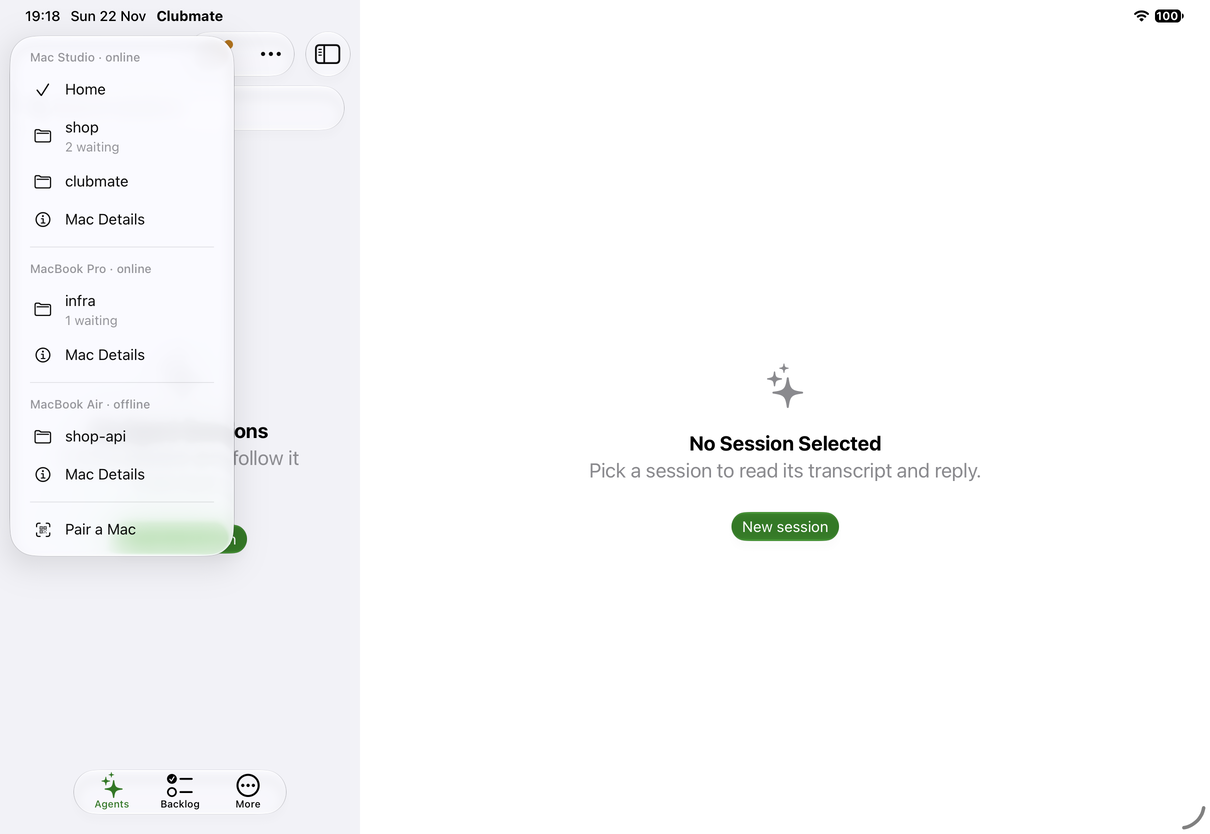 19:18 Sun 22 Nov Clubmate
100
Mac Studio · online
Home
shop
2 waiting
clubmate
Mac Details
MacBook Pro · online
infra
1 waiting
Mac Details
MacBook Air · offline
shop-api
Mac Details
Pair a Mac
follow it
No Session Selected
Pick a session to read its transcript and reply.
New session
Agents
Backlog
More